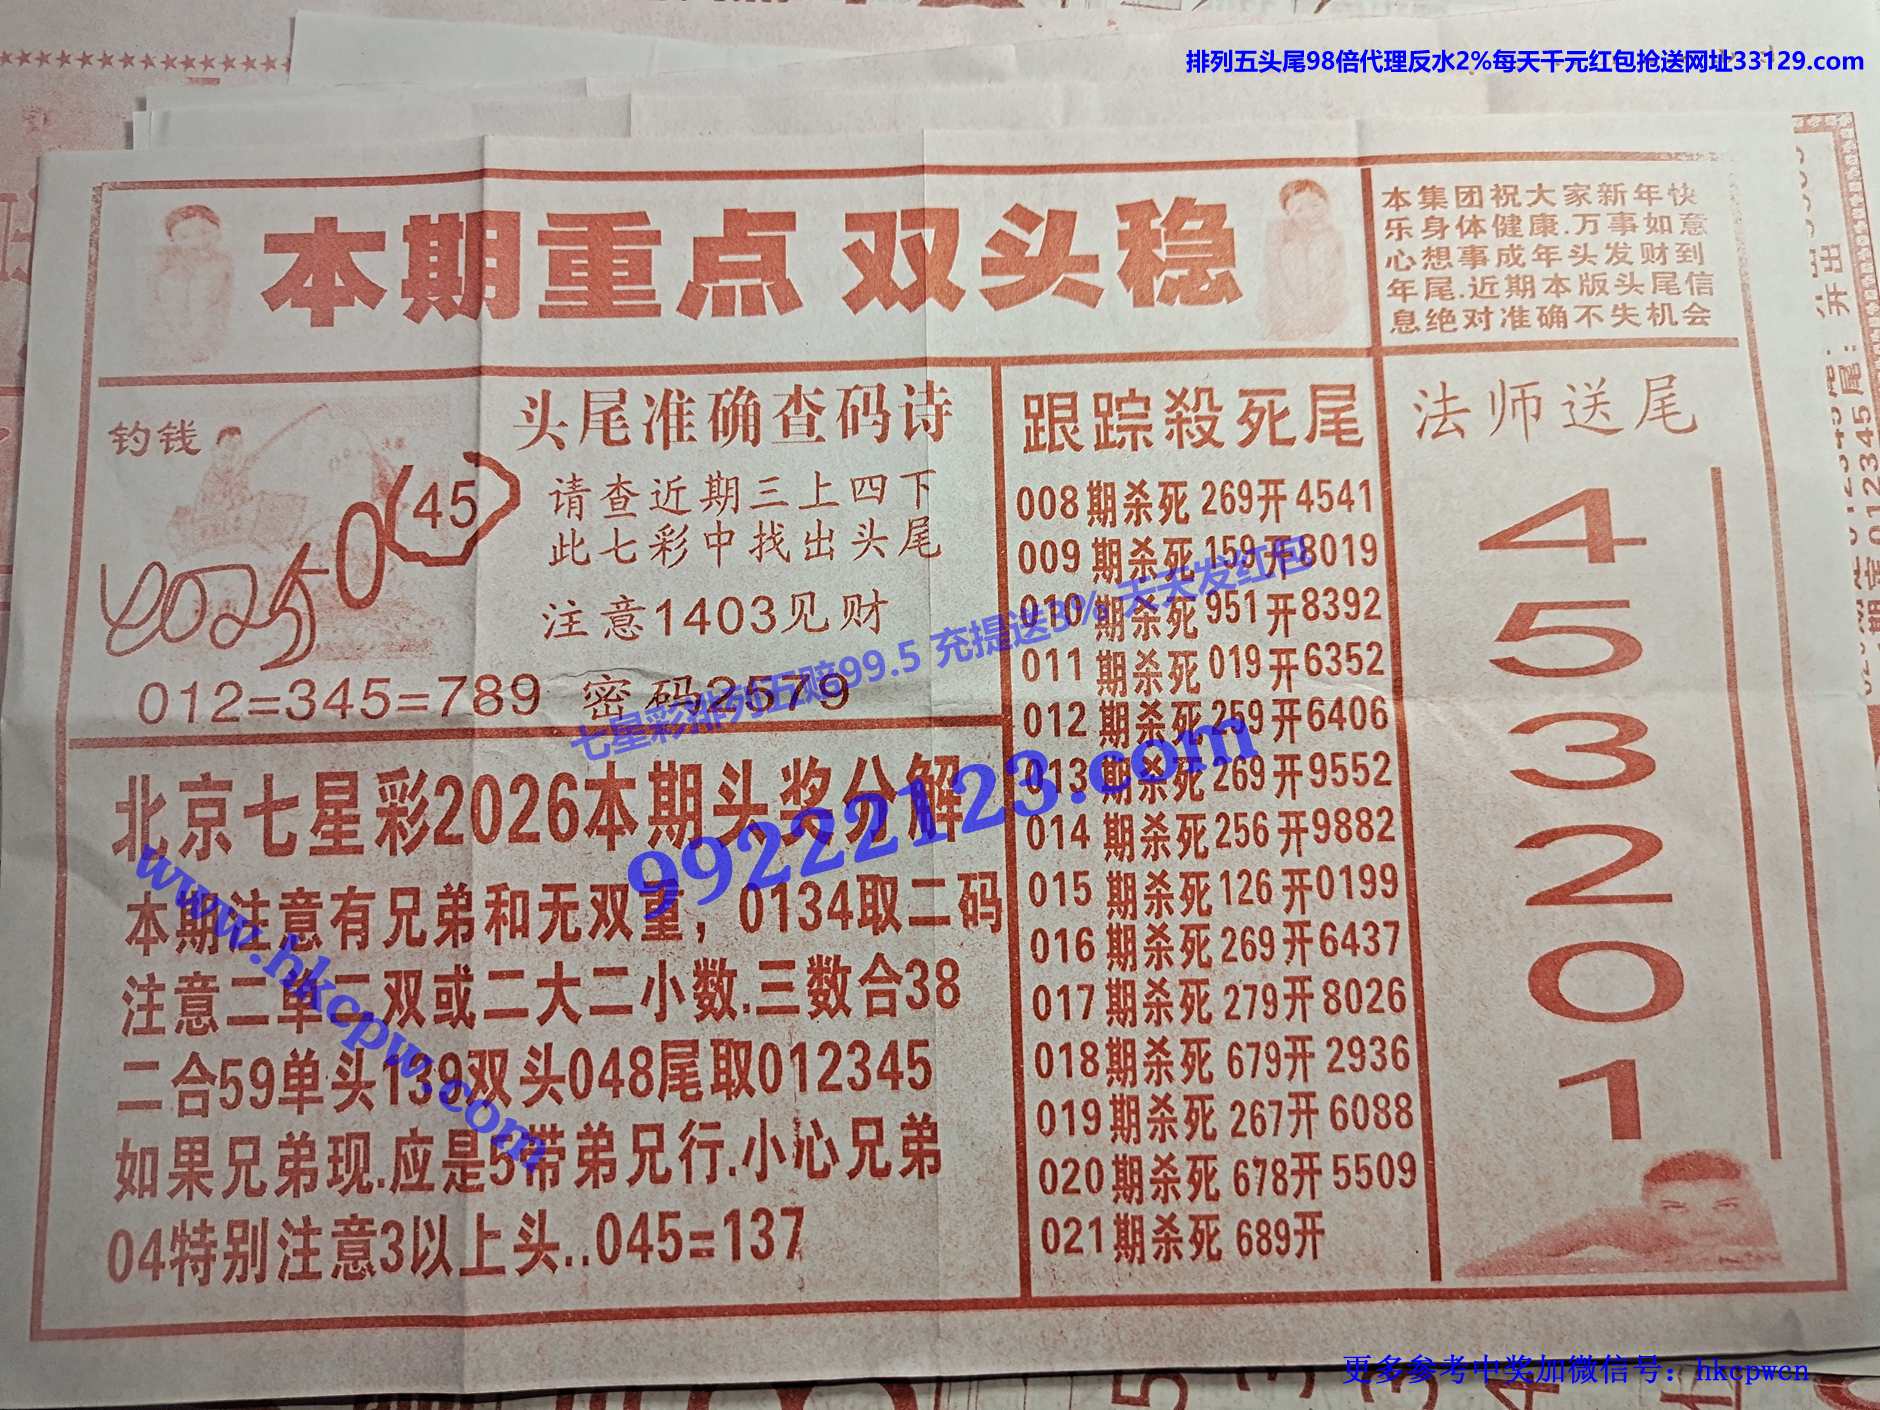 排列五头尾98倍代理反水2%每天千元红包抢送网址33129.com
本期重点 双头稳
本集团祝大家新年快
乐身体健康.万事如意
心想事成年头发财到
年尾.近期本版头尾信
息绝对准确不失机会
钓钱
0
(45)
头尾准确查码诗
请查近期三上四下
此七彩中找出头尾
注意1403见财
012=345=789 密码2579
北京七星彩2026本期头奖分解
本期注意有兄弟和无双重，0134取二码
注意二单二双或二大二小数.三数合38
二合59单头139双头048尾取012345
如果兄弟现.应是5带弟兄行.小心兄弟
04特别注意3以上头..045=137
跟踪殺死尾
008期杀死269开4541
009期杀死159开8019
010期杀死951开8392
011期杀死019开6352
012期杀死259开6406
013期杀死269开9552
014期杀死256开9882
015期杀死126开0199
016期杀死269开6437
017期杀死279开8026
018期杀死679开2936
019期杀死267开6088
020期杀死678开5509
021期杀死689开
法师送尾
4
5
3
2
0
1
七星彩排列五赔99.5 充提送3% 天天发红包
99222123.com
www.hkcpw.com
更多参考中奖加微信号：hkcpwcn